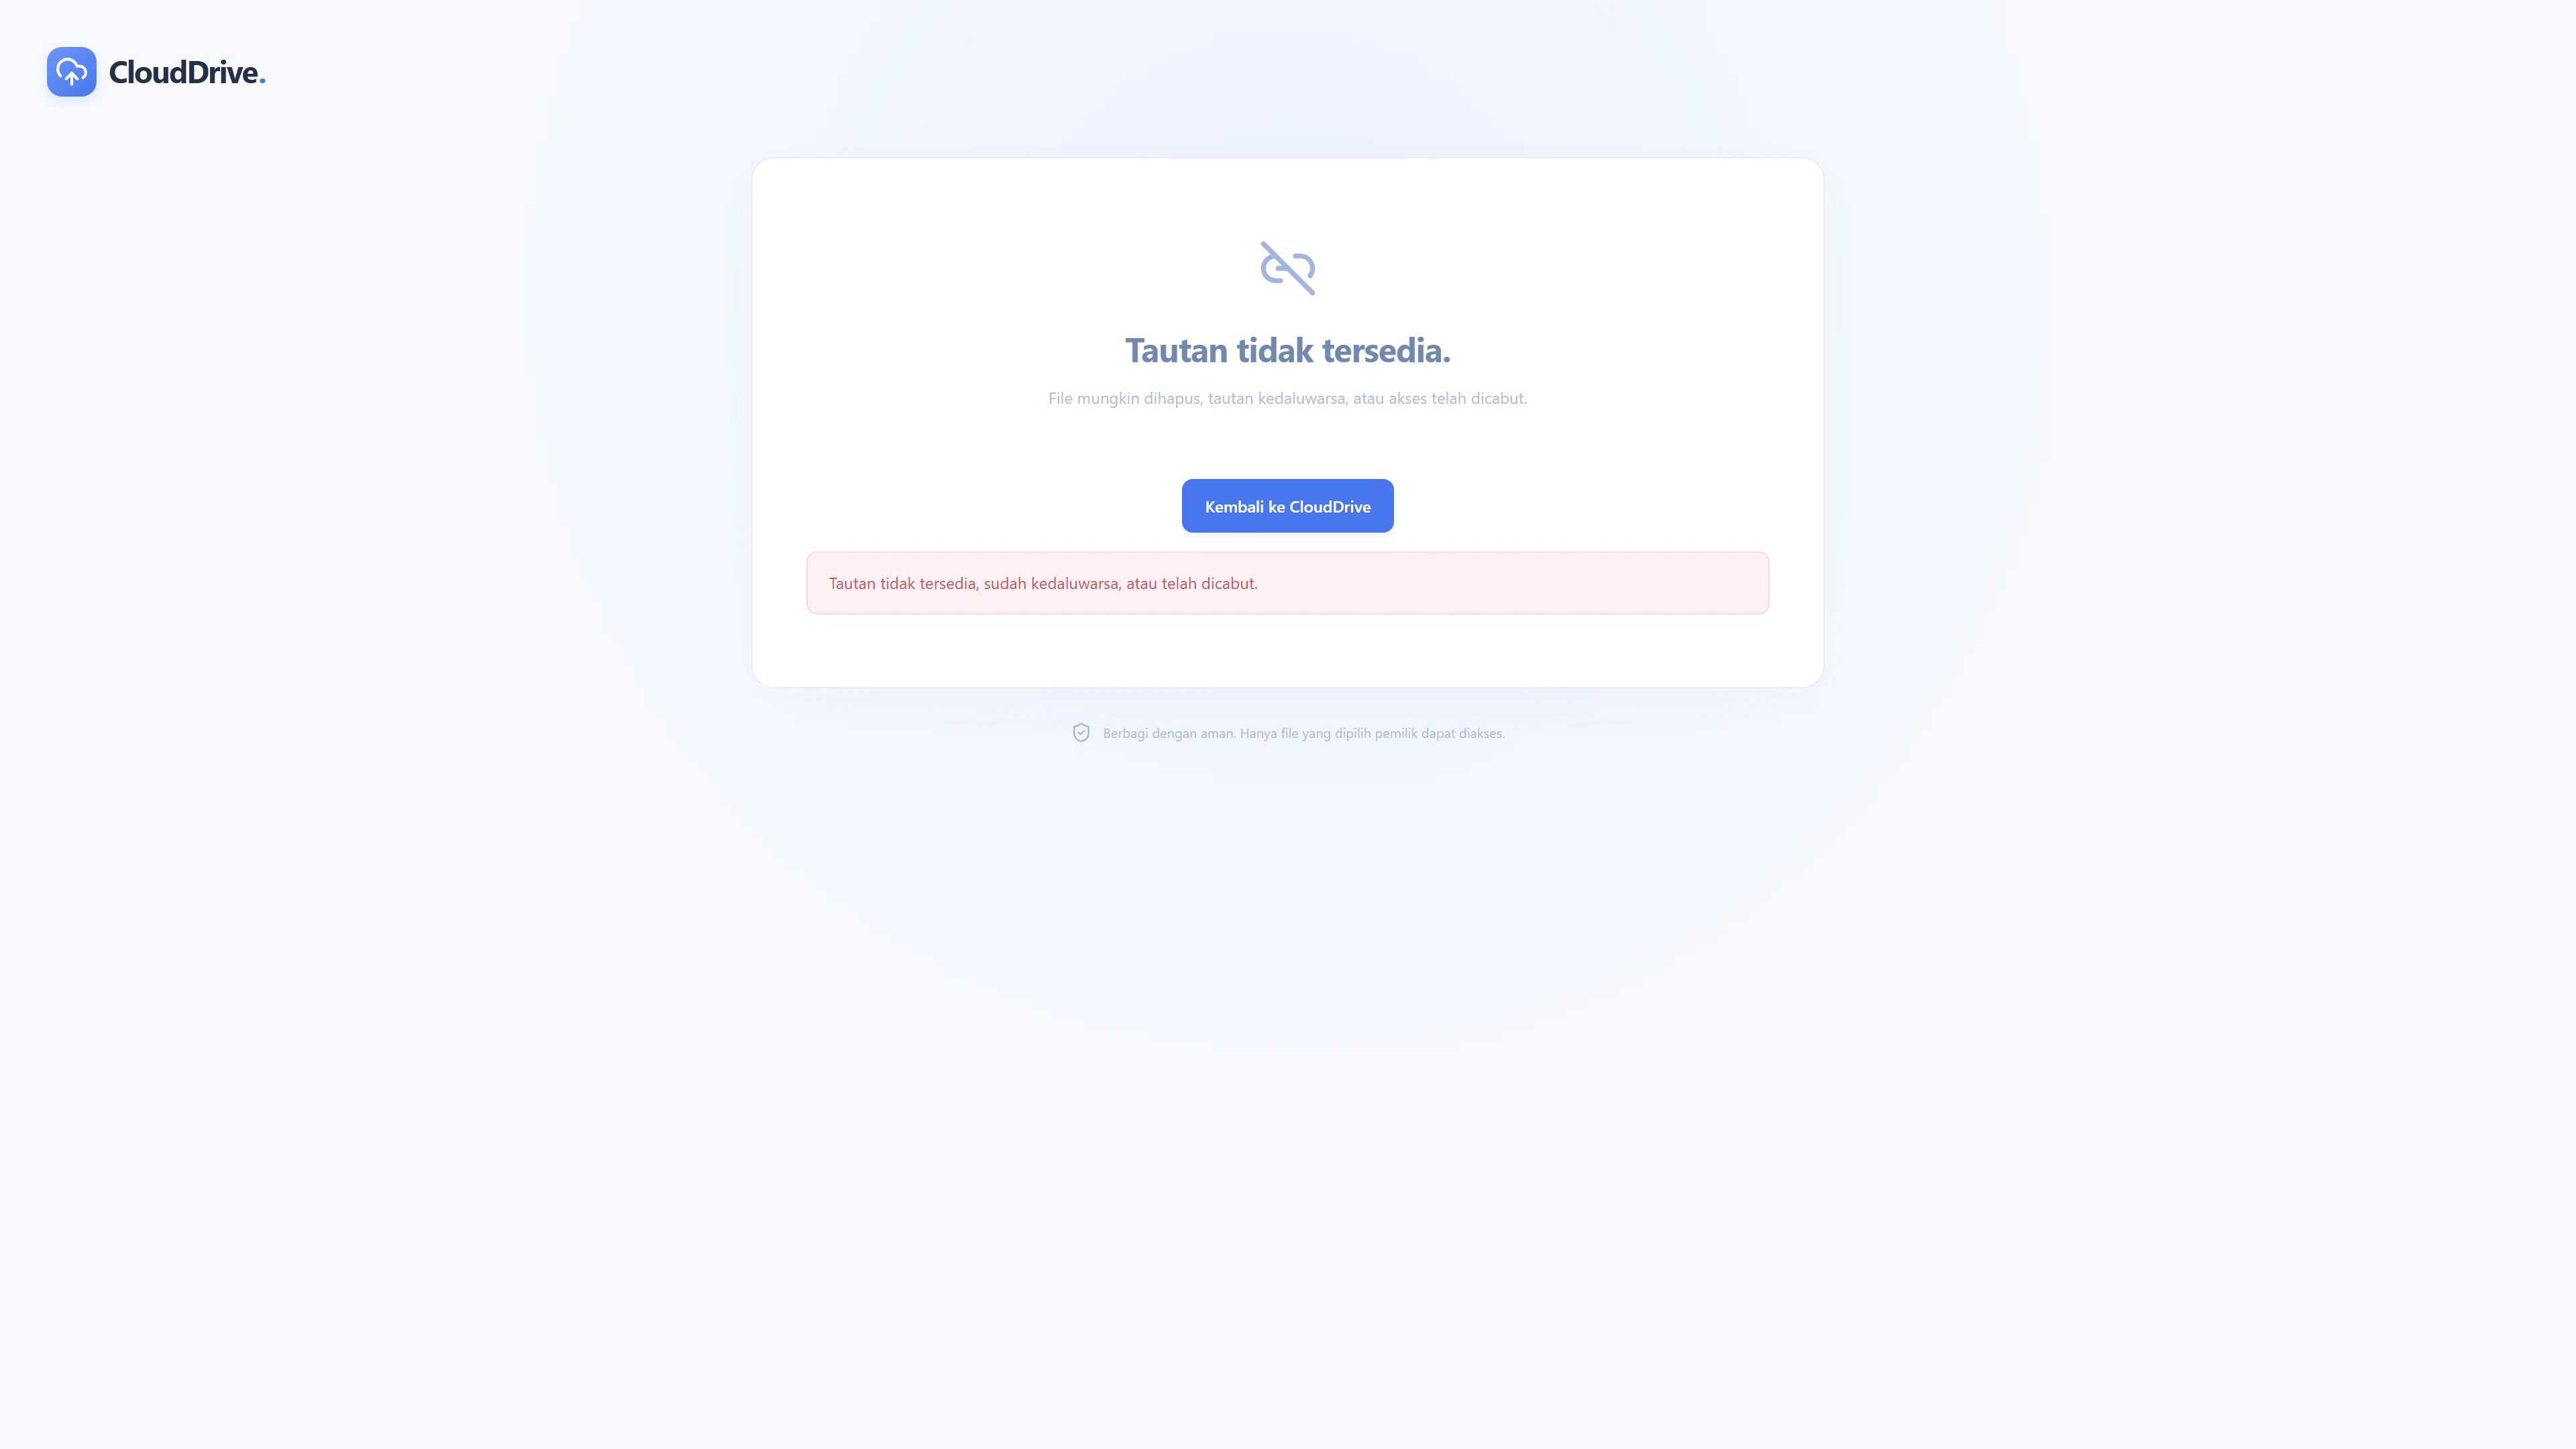 CloudDrive.
Tautan tidak tersedia.
File mungkin dihapus, tautan kedaluwarsa, atau akses telah dicabut.
Kembali ke CloudDrive
Tautan tidak tersedia, sudah kedaluwarsa, atau telah dicabut.
Berbagi dengan aman. Hanya file yang dipilih pemilik dapat diakses.